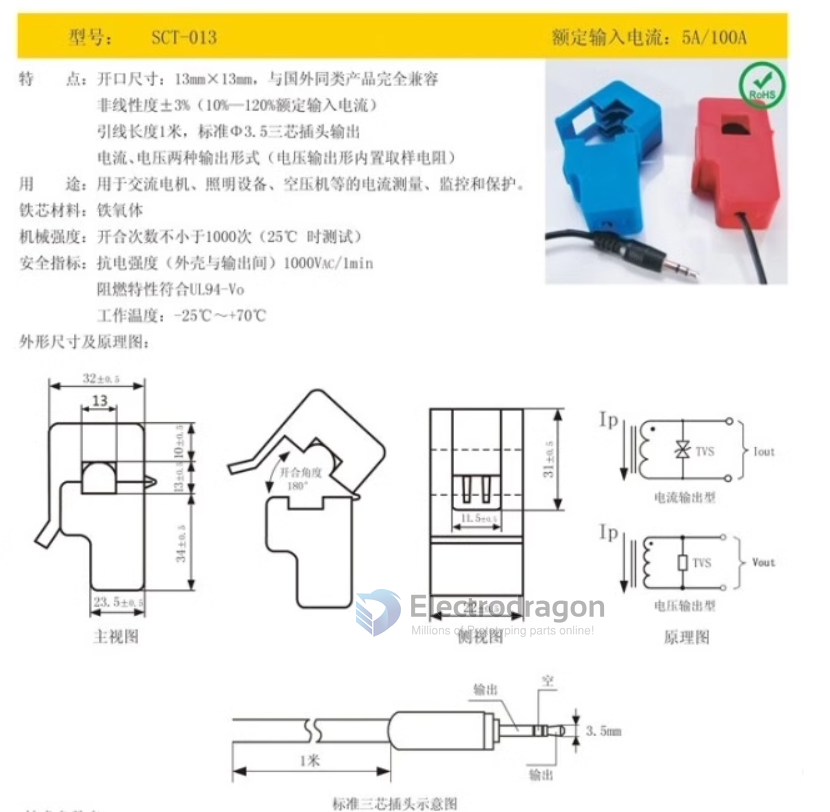 型号： SCT-013 额定输入电流：5A/100A
特 点：开口尺寸：13mm×13mm，与国外同类产品完全兼容
非线性度±3%（10%—120%额定输入电流）
引线长度1米，标准Φ3.5三芯插头输出
电流、电压两种输出形式（电压输出形内置取样电阻）
用 途：用于交流电机、照明设备、空压机等的电流测量、监控和保护。
铁芯材料：铁氧体
机械强度：开合次数不小于1000次（25℃ 时测试）
安全指标：抗电强度（外壳与输出间）1000VAC/1min
阻燃特性符合UL94-Vo
工作温度：-25℃～+70℃
外形尺寸及原理图：
RoHS
32±0.5
13
10±0.5
13±0.5
34±0.5
23.5±0.5
主视图
开合角度
180°
31±0.5
11.5±0.5
22±0.5
侧视图
Ip
TVS
Iout
电流输出型
Ip
TVS
Vout
电压输出型
原理图
Electrodragon
Millions of Prototyping parts online!
输出
空
3.5mm
输出
1米
标准三芯插头示意图